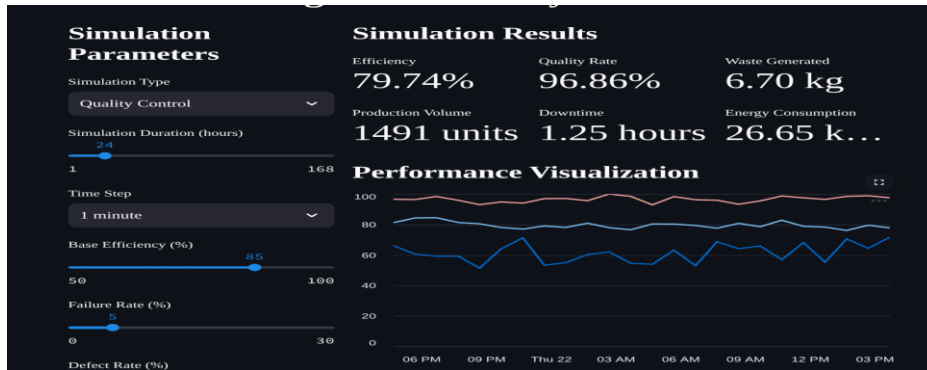 Simulation
Parameters
Simulation Type
Quality Control
Simulation Duration (hours)
24
1 168
Time Step
1 minute
Base Efficiency (%)
85
50 100
Failure Rate (%)
5
0 30
Defect Rate (%)
Simulation Results
Efficiency Quality Rate Waste Generated
79.74% 96.86% 6.70 kg
Production Volume Downtime Energy Consumption
1491 units 1.25 hours 26.65 k...
Performance Visualization
100
80
60
40
20
0
06 PM 09 PM Thu 22 03 AM 06 AM 09 AM 12 PM 03 PM